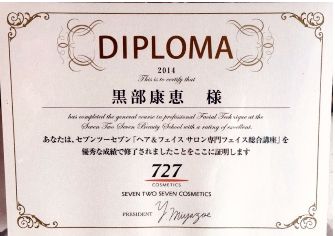 DIPLOMA
2014
This is to certify that
黒部康恵 様
has completed the general course to professional Facial Technique at the
Seven Two Seven Beauty School with a rating of excellent.
あなたは、セブンツーセブン「ヘア&フェイス サロン専門フェイス総合講座」を
優秀な成績で修了されましたことをここに証明します
727
COSMETICS
SEVEN TWO SEVEN COSMETICS
PRESIDENT Y Miyazae